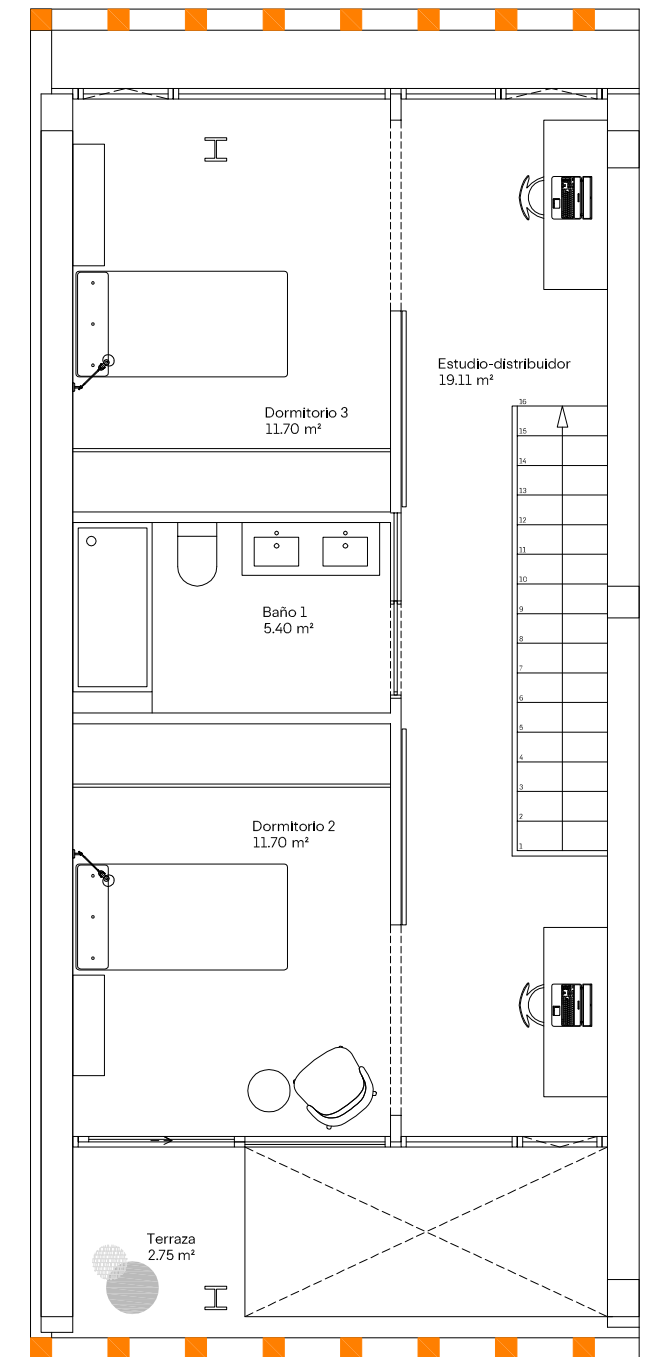 Estudio-distribuidor
19.11 m²
Dormitorio 3
11.70 m²
16
15
14
13
12
11
10
9
8
7
6
5
4
3
2
1
Baño 1
5.40 m²
Dormitorio 2
11.70 m²
Terraza
2.75 m²